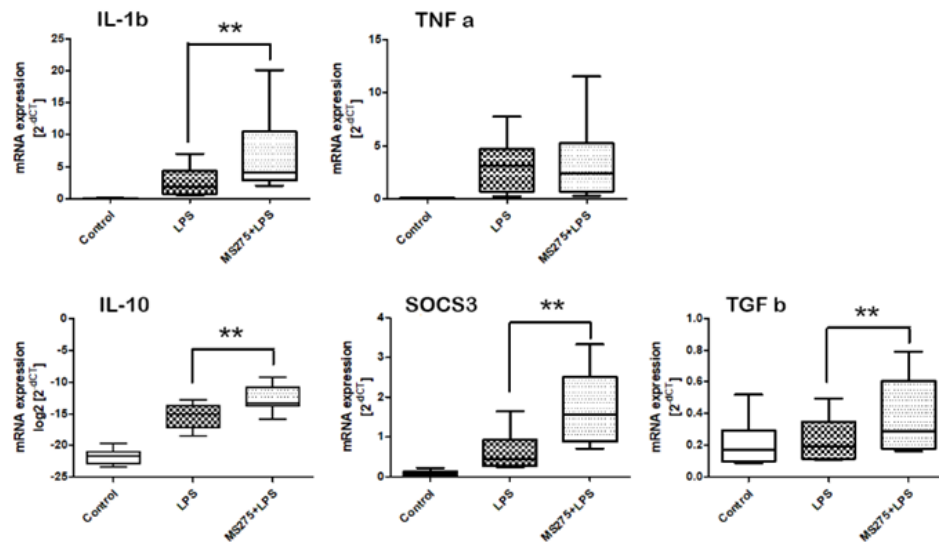 IL-1b
mRNA expression
[2^-dCT]
25
20
15
10
5
0
**
Control
LPS
MS275+LPS
TNF a
mRNA expression
[2^-dCT]
15
10
5
0
Control
LPS
MS275+LPS
IL-10
mRNA expression
log2 [2^-dCT]
0
-5
-10
-15
-20
-25
**
Control
LPS
MS275+LPS
SOCS3
mRNA expression
[2^-dCT]
4
3
2
1
0
**
Control
LPS
MS275+LPS
TGF b
mRNA expression
[2^-dCT]
1.0
0.8
0.6
0.4
0.2
0.0
**
Control
LPS
MS275+LPS